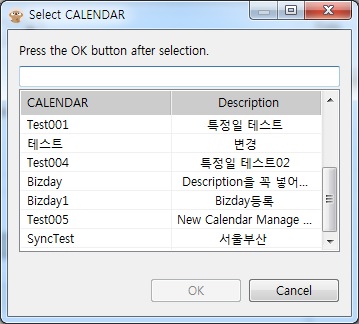 Select CALENDAR
Press the OK button after selection.
CALENDAR Description
Test001 특정일 테스트
테스트 변경
Test004 특정일 테스트02
Bizday Description을 꼭 넣어...
Bizday1 Bizday등록
Test005 New Calendar Manage ...
SyncTest 서울부산
OK Cancel